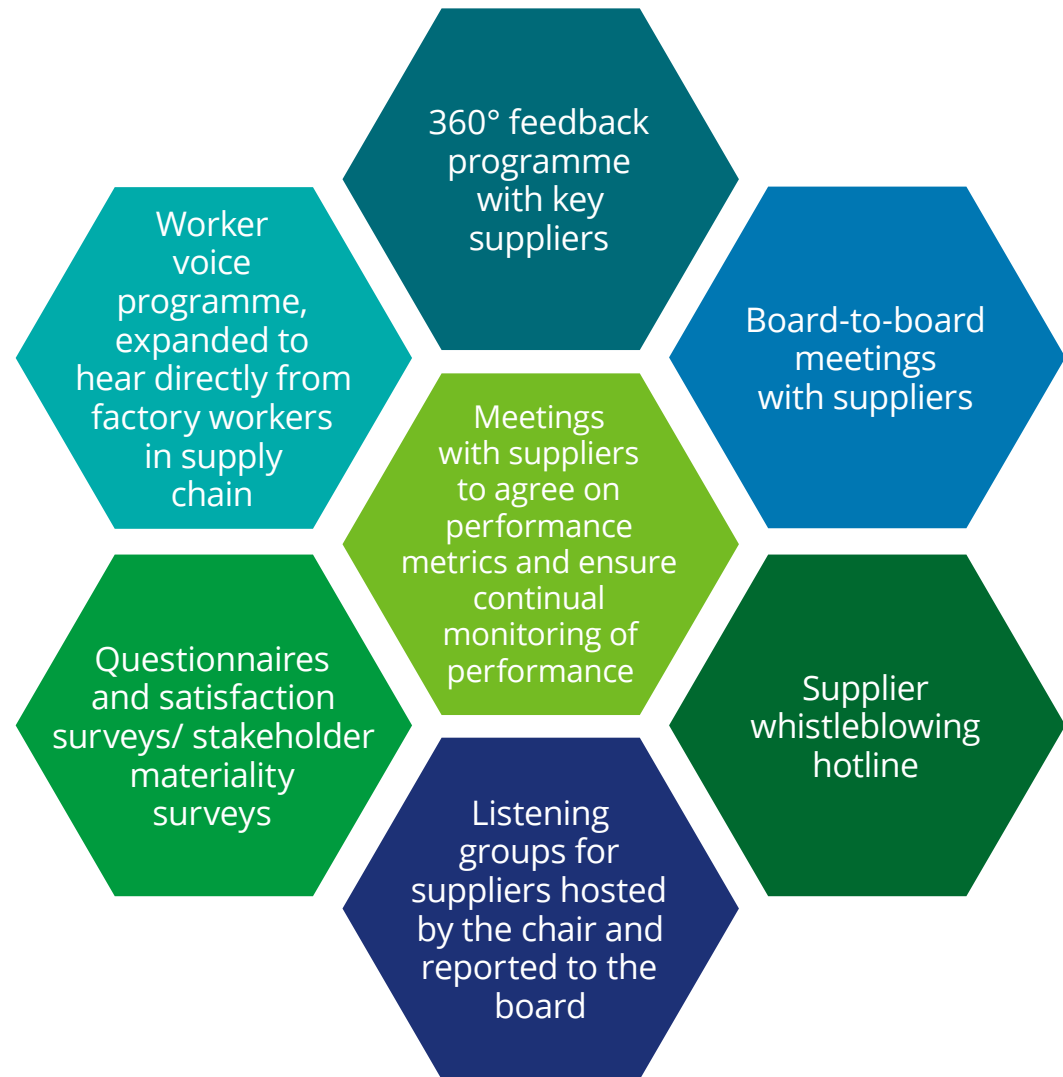 360° feedback
programme
with key
suppliers
Worker
voice
programme,
expanded to
hear directly from
factory workers
in supply
chain
Board-to-board
meetings
with suppliers
Meetings
with suppliers
to agree on
performance
metrics and ensure
continual
monitoring of
performance
Questionnaires
and satisfaction
surveys/ stakeholder
materiality
surveys
Supplier
whistleblowing
hotline
Listening
groups for
suppliers hosted
by the chair and
reported to the
board